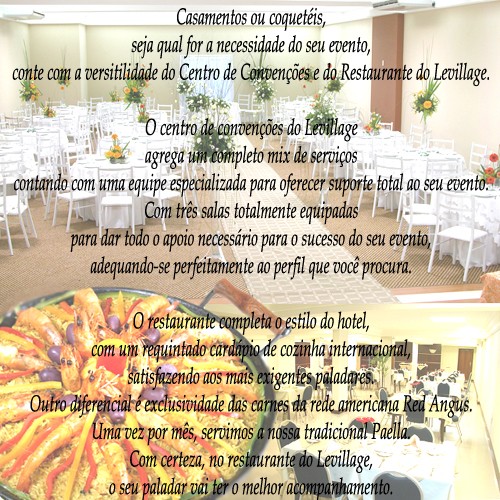 Casamentos ou coquetéis,
seja qual for a necessidade do seu evento,
conte com a versitilidade do Centro de Convenções e do Restaurante do Levillage.
O centro de convenções do Levillage
agrega um completo mix de serviços
contando com uma equipe especializada para oferecer suporte total ao seu evento.
Com três salas totalmente equipadas
para dar todo o apoio necessário para o sucesso do seu evento,
adequando-se perfeitamente ao perfil que você procura.
O restaurante completa o estilo do hotel,
com um requintado cardápio de cozinha internacional,
satisfazendo aos mais exigentes paladares.
Outro diferencial é exclusividade das carnes da rede americana Red Angus.
Uma vez por mês, servimos a nossa tradicional Paella.
Com certeza, no restaurante do Levillage,
o seu paladar vai ter o melhor acompanhamento.